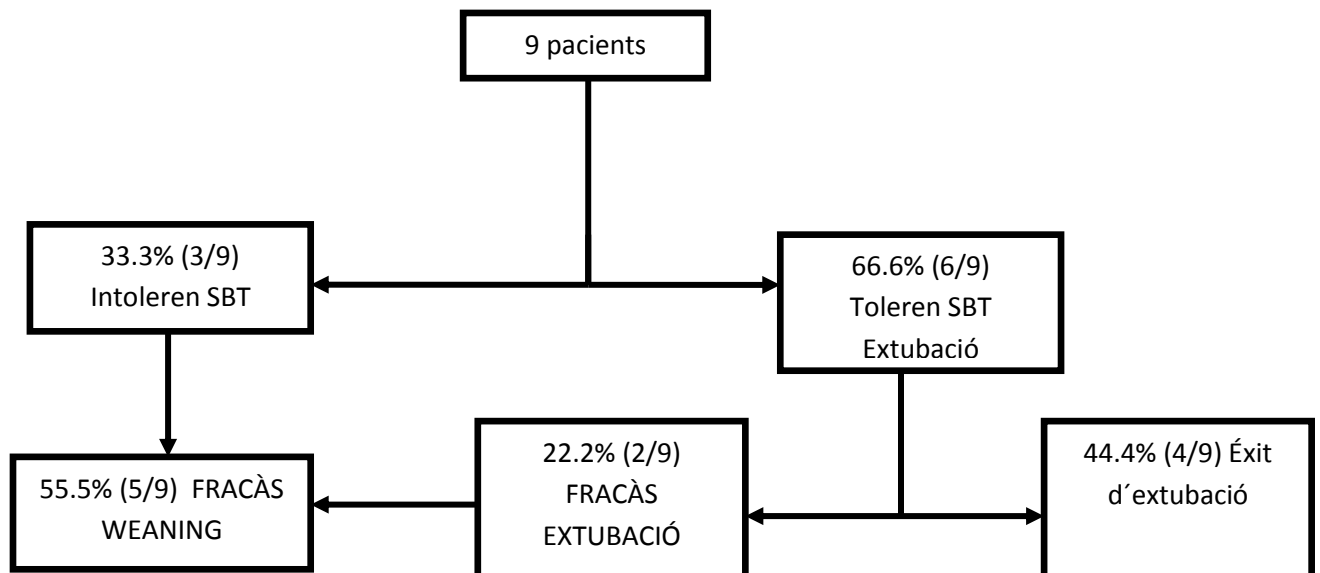 9 pacients
33.3% (3/9)
Intoleren SBT
66.6% (6/9)
Toleren SBT
Extubació
55.5% (5/9)  FRACÀS
WEANING
22.2% (2/9)
FRACÀS
EXTUBACIÓ
44.4% (4/9) Éxit
d´extubació